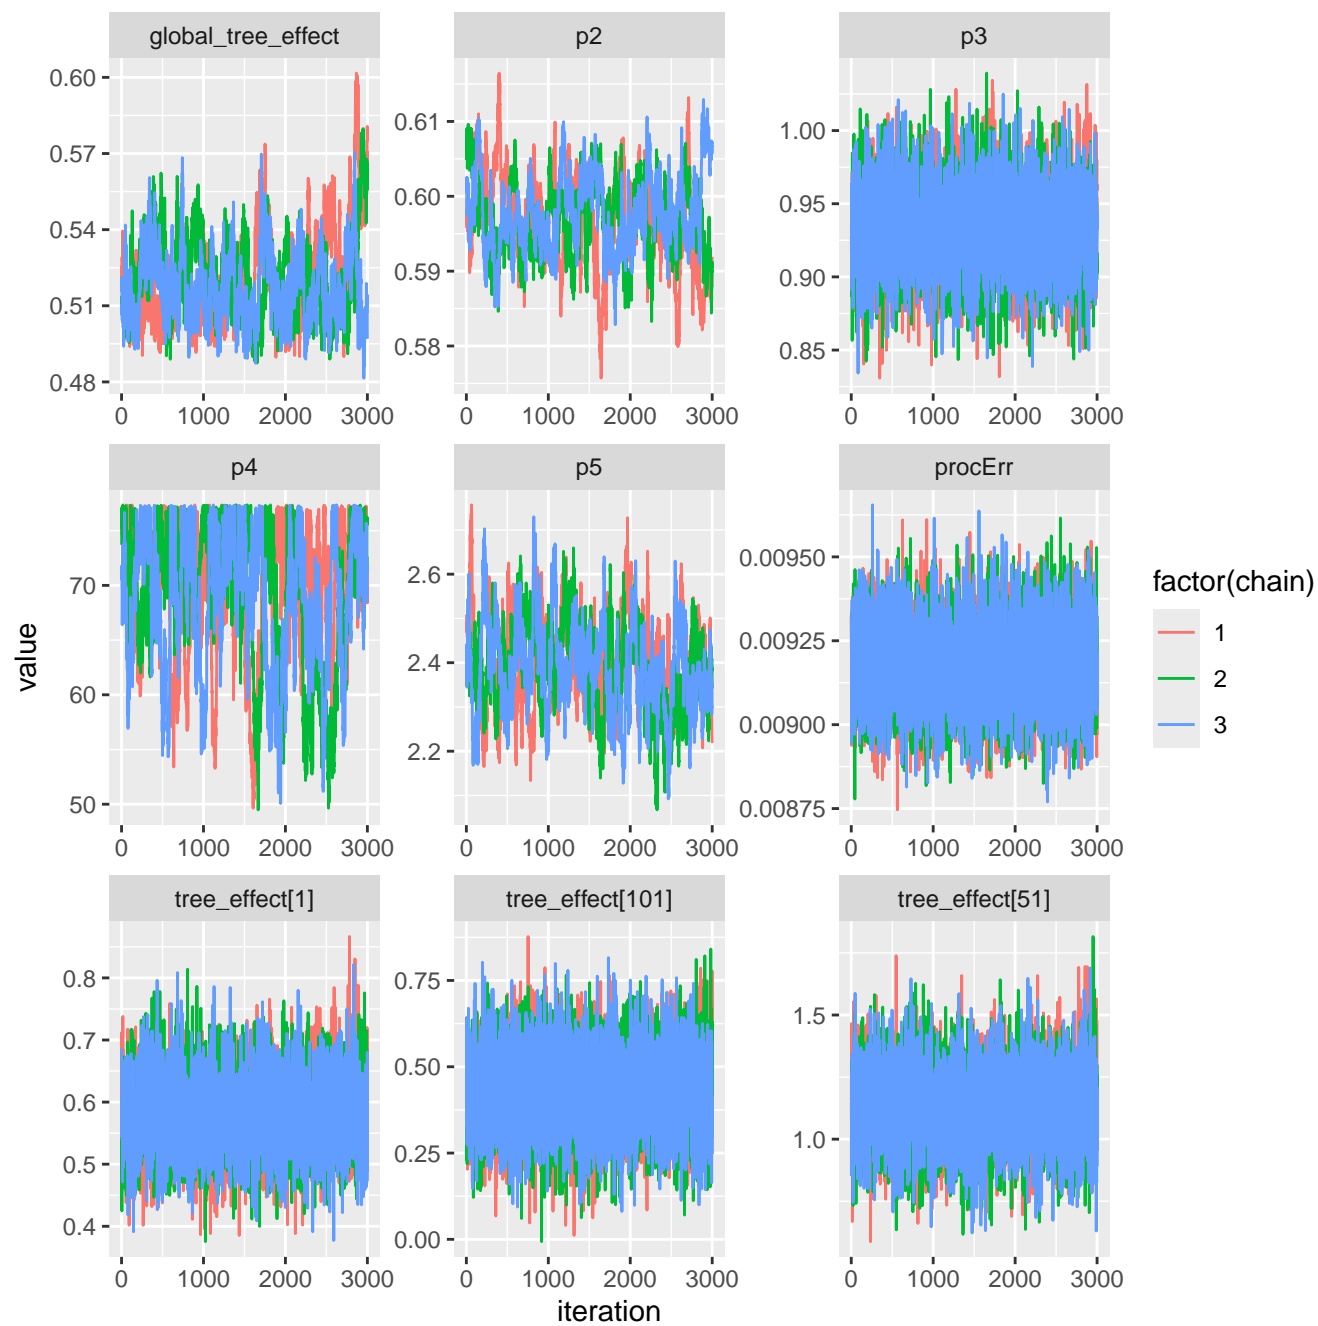 global_tree_effect
p2
p3
0.60
0.57
0.54
0.51
0.48
0.61
0.60
0.59
0.58
1.00
0.95
0.90
0.85
0 1000 2000 3000
0 1000 2000 3000
0 1000 2000 3000
p4
p5
procErr
70
60
50
2.6
2.4
2.2
0.00950
0.00925
0.00900
0.00875
0 1000 2000 3000
0 1000 2000 3000
0 1000 2000 3000
tree_effect[1]
tree_effect[101]
tree_effect[51]
0.8
0.7
0.6
0.5
0.4
0.75
0.50
0.25
0.00
1.5
1.0
0 1000 2000 3000
0 1000 2000 3000
0 1000 2000 3000
value
iteration
factor(chain)
1
2
3